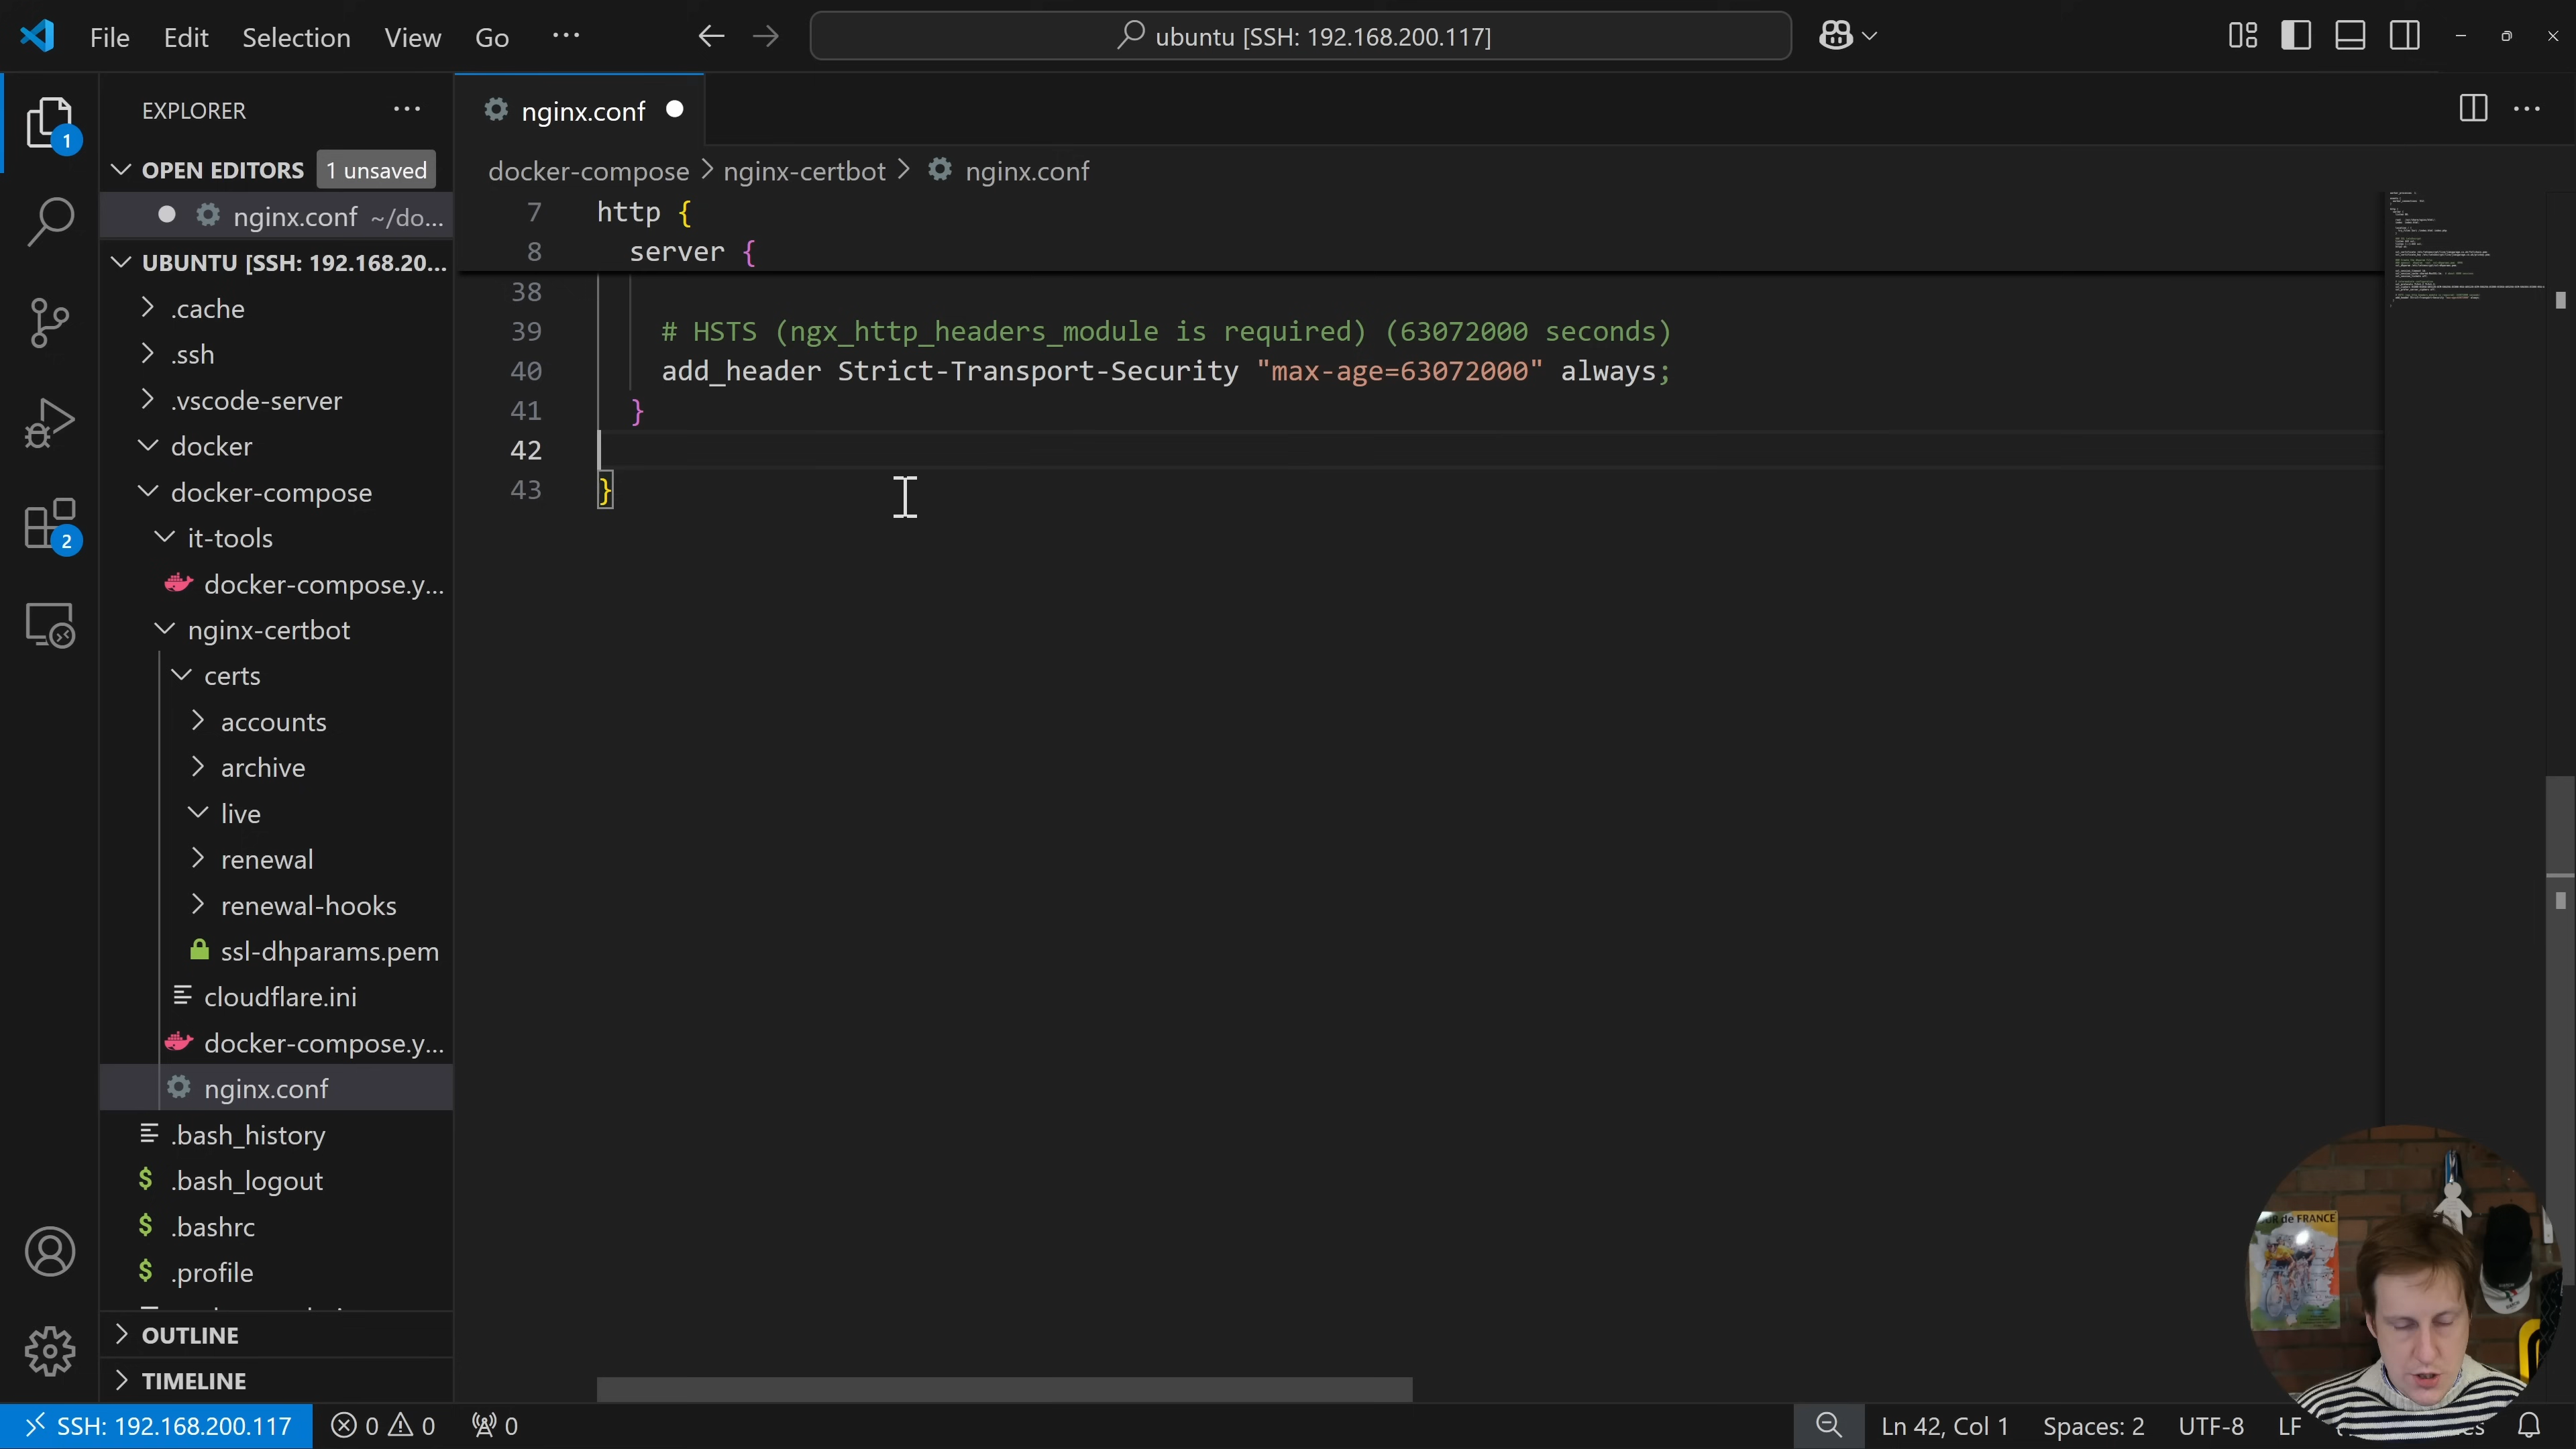 File Edit Selection View Go ···
ubuntu [SSH: 192.168.200.117]
EXPLORER
1
OPEN EDITORS 1 unsaved
nginx.conf ~/do...
UBUNTU [SSH: 192.168.20...
.cache
.ssh
.vscode-server
docker
docker-compose
it-tools
2
docker-compose.y...
nginx-certbot
certs
accounts
archive
live
renewal
renewal-hooks
ssl-dhparams.pem
cloudflare.ini
docker-compose.y...
nginx.conf
.bash_history
.bash_logout
.bashrc
.profile
OUTLINE
TIMELINE
nginx.conf
docker-compose > nginx-certbot > nginx.conf
7 http {
8 server {
38
39 # HSTS (ngx_http_headers_module is required) (63072000 seconds)
40 add_header Strict-Transport-Security "max-age=63072000" always;
41 }
42
43 }
de FRANCE
SSH: 192.168.200.117 0 0 0
Ln 42, Col 1 Spaces: 2 UTF-8 LF